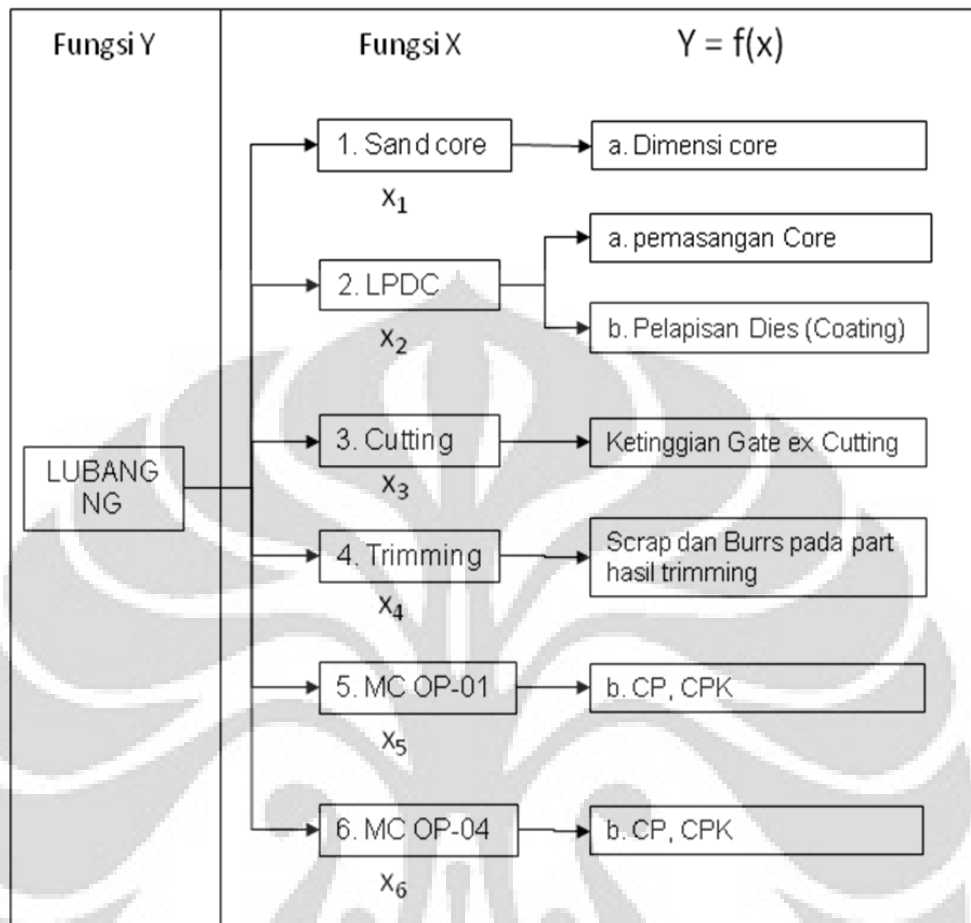 Fungsi Y
Fungsi X
Y = f(x)
1. Sand core
a. Dimensi core
X₁
a. pemasangan Core
2. LPDC
X₂
b. Pelapisan Dies (Coating)
3. Cutting
Ketinggian Gate ex Cutting
X₃
LUBANG
NG
4. Trimming
Scrap dan Burrs pada part
hasil trimming
X₄
5. MC OP-01
b. CP, CPK
X₅
6. MC OP-04
b. CP, CPK
X₆